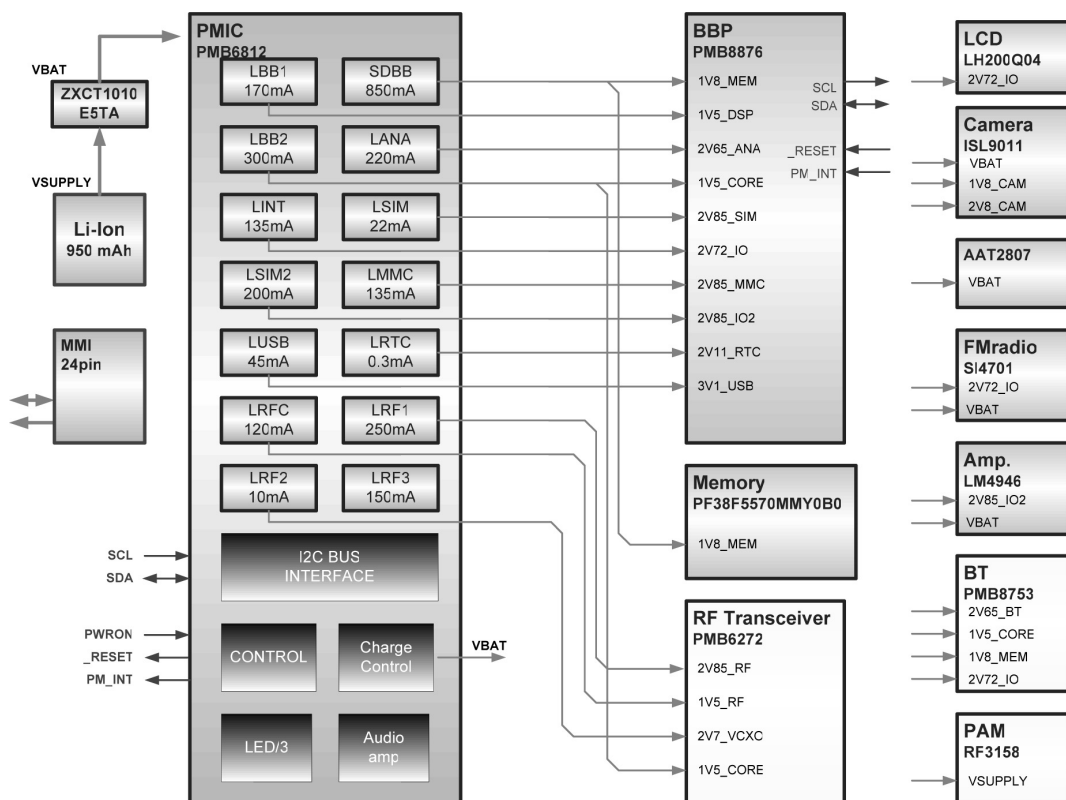 VBAT
ZXCT1010
E5TA
VSUPPLY
Li-Ion
950 mAh
MMI
24pin
SCL
SDA
PWRON
_RESET
PM_INT
PMIC
PMB6812
LBB1
170mA
SDBB
850mA
LBB2
300mA
LANA
220mA
LINT
135mA
LSIM
22mA
LSIM2
200mA
LMMC
135mA
LUSB
45mA
LRTC
0.3mA
LRFC
120mA
LRF1
250mA
LRF2
10mA
LRF3
150mA
I2C BUS
INTERFACE
CONTROL
Charge
Control
VBAT
LED/3
Audio
amp
BBP
PMB8876
1V8_MEM
SCL
SDA
1V5_DSP
2V65_ANA
_RESET
PM_INT
1V5_CORE
2V85_SIM
2V72_IO
2V85_MMC
2V85_IO2
2V11_RTC
3V1_USB
Memory
PF38F5570MMY0B0
1V8_MEM
RF Transceiver
PMB6272
2V85_RF
1V5_RF
2V7_VCXC
1V5_CORE
LCD
LH200Q04
2V72_IO
Camera
ISL9011
VBAT
1V8_CAM
2V8_CAM
AAT2807
VBAT
FMradio
SI4701
2V72_IO
VBAT
Amp.
LM4946
2V85_IO2
VBAT
BT
PMB8753
2V65_BT
1V5_CORE
1V8_MEM
2V72_IO
PAM
RF3158
VSUPPLY